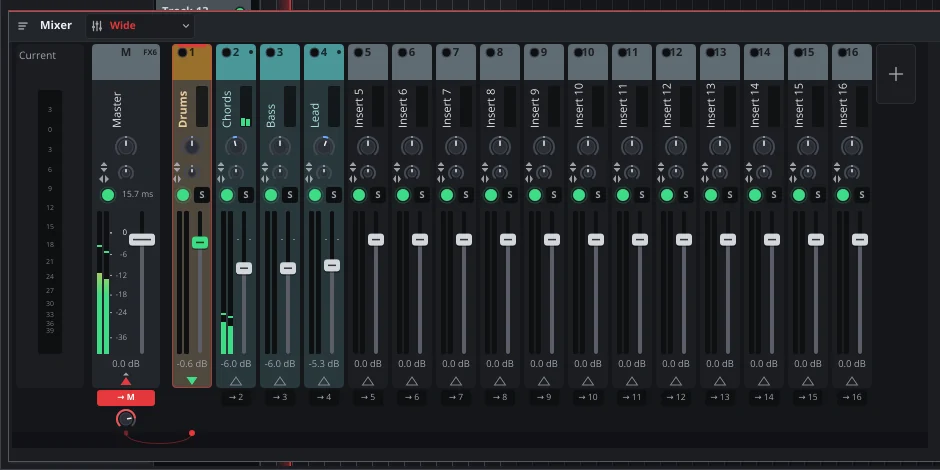 Track 13
Mixer Wide
Current
M FX6 1 2 3 4 5 6 7 8 9 10 11 12 13 14 15 16
Master Drums Chords Bass Lead Insert 5 Insert 6 Insert 7 Insert 8 Insert 9 Insert 10 Insert 11 Insert 12 Insert 13 Insert 14 Insert 15 Insert 16
3
0
3
6
9
12
15
18
21
24
27
30
33
36
39
15.7 ms S S S S S S S S S S S S S S S S
0
-6
-12
-18
-24
-36
0.0 dB -0.6 dB -6.0 dB -6.0 dB -5.3 dB 0.0 dB 0.0 dB 0.0 dB 0.0 dB 0.0 dB 0.0 dB 0.0 dB 0.0 dB 0.0 dB 0.0 dB 0.0 dB 0.0 dB
→ M → 2 → 3 → 4 → 5 → 6 → 7 → 8 → 9 → 10 → 11 → 12 → 13 → 14 → 15 → 16